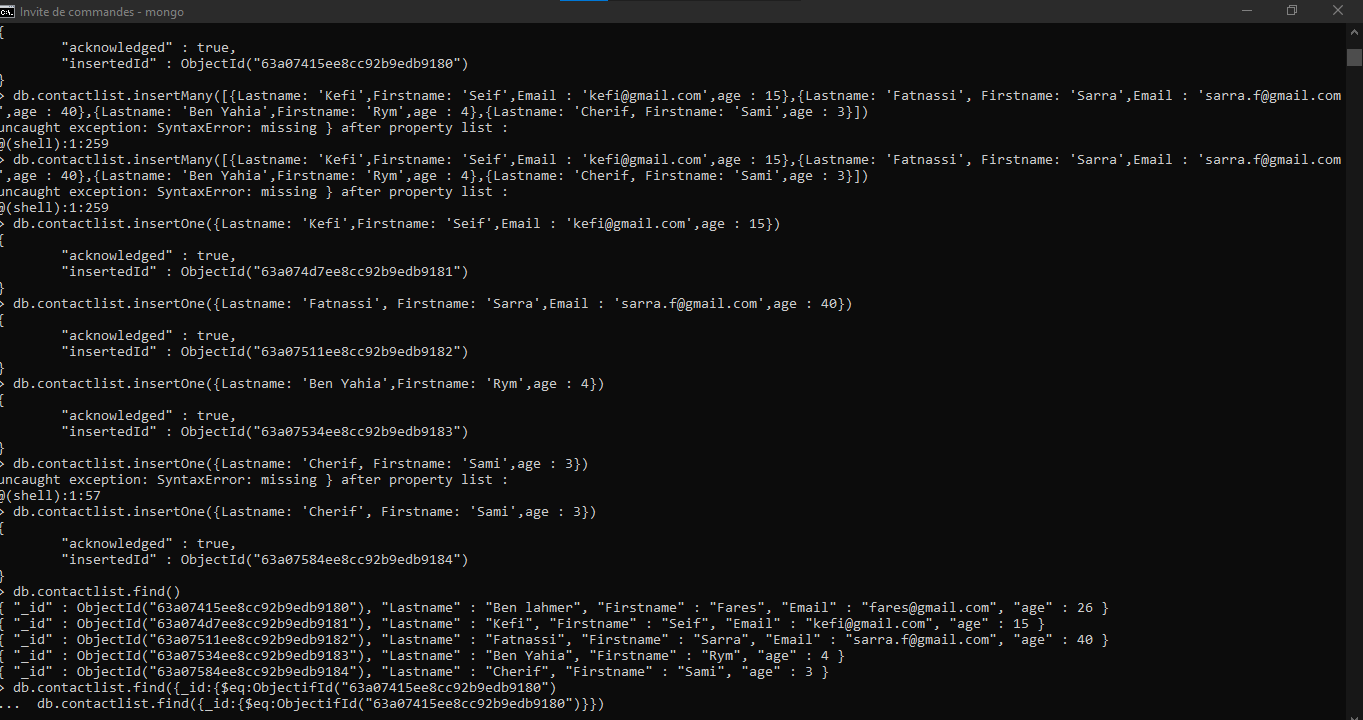 Invite de commandes - mongo
{
"acknowledged" : true,
"insertedId" : ObjectId("63a07415ee8cc92b9edb9180")
}
> db.contactlist.insertMany([{Lastname: 'Kefi',Firstname: 'Seif',Email : 'kefi@gmail.com',age : 15},{Lastname: 'Fatnassi', Firstname: 'Sarra',Email : 'sarra.f@gmail.com
',age : 40},{Lastname: 'Ben Yahia',Firstname: 'Rym',age : 4},{Lastname: 'Cherif, Firstname: 'Sami',age : 3}])
uncaught exception: SyntaxError: missing } after property list :
@(shell):1:259
> db.contactlist.insertMany([{Lastname: 'Kefi',Firstname: 'Seif',Email : 'kefi@gmail.com',age : 15},{Lastname: 'Fatnassi', Firstname: 'Sarra',Email : 'sarra.f@gmail.com
',age : 40},{Lastname: 'Ben Yahia',Firstname: 'Rym',age : 4},{Lastname: 'Cherif, Firstname: 'Sami',age : 3}])
uncaught exception: SyntaxError: missing } after property list :
@(shell):1:259
> db.contactlist.insertOne({Lastname: 'Kefi',Firstname: 'Seif',Email : 'kefi@gmail.com',age : 15})
{
"acknowledged" : true,
"insertedId" : ObjectId("63a074d7ee8cc92b9edb9181")
}
> db.contactlist.insertOne({Lastname: 'Fatnassi', Firstname: 'Sarra',Email : 'sarra.f@gmail.com',age : 40})
{
"acknowledged" : true,
"insertedId" : ObjectId("63a07511ee8cc92b9edb9182")
}
> db.contactlist.insertOne({Lastname: 'Ben Yahia',Firstname: 'Rym',age : 4})
{
"acknowledged" : true,
"insertedId" : ObjectId("63a07534ee8cc92b9edb9183")
}
> db.contactlist.insertOne({Lastname: 'Cherif, Firstname: 'Sami',age : 3})
uncaught exception: SyntaxError: missing } after property list :
@(shell):1:57
> db.contactlist.insertOne({Lastname: 'Cherif', Firstname: 'Sami',age : 3})
{
"acknowledged" : true,
"insertedId" : ObjectId("63a07584ee8cc92b9edb9184")
}
> db.contactlist.find()
{ "_id" : ObjectId("63a07415ee8cc92b9edb9180"), "Lastname" : "Ben lahmer", "Firstname" : "Fares", "Email" : "fares@gmail.com", "age" : 26 }
{ "_id" : ObjectId("63a074d7ee8cc92b9edb9181"), "Lastname" : "Kefi", "Firstname" : "Seif", "Email" : "kefi@gmail.com", "age" : 15 }
{ "_id" : ObjectId("63a07511ee8cc92b9edb9182"), "Lastname" : "Fatnassi", "Firstname" : "Sarra", "Email" : "sarra.f@gmail.com", "age" : 40 }
{ "_id" : ObjectId("63a07534ee8cc92b9edb9183"), "Lastname" : "Ben Yahia", "Firstname" : "Rym", "age" : 4 }
{ "_id" : ObjectId("63a07584ee8cc92b9edb9184"), "Lastname" : "Cherif", "Firstname" : "Sami", "age" : 3 }
> db.contactlist.find({_id:{$eq:ObjectifId("63a07415ee8cc92b9edb9180")
... db.contactlist.find({_id:{$eq:ObjectifId("63a07415ee8cc92b9edb9180")}})